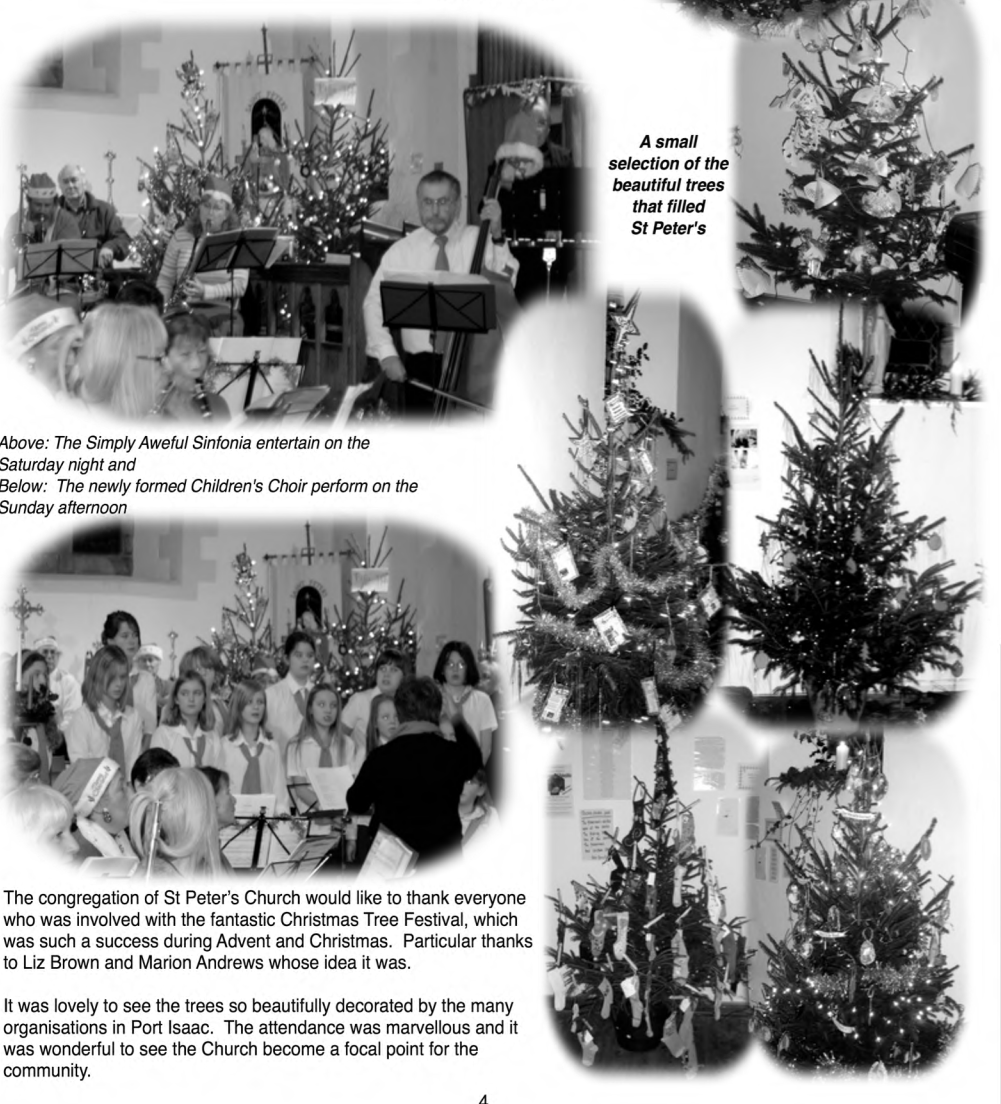 A small
selection of the
beautiful trees
that filled
St Peter's
Above: The Simply Aweful Sinfonia entertain on the
Saturday night and
Below:  The newly formed Children's Choir perform on the
Sunday afternoon
The congregation of St Peter's Church would like to thank everyone
who was involved with the fantastic Christmas Tree Festival, which
was such a success during Advent and Christmas.  Particular thanks
to Liz Brown and Marion Andrews whose idea it was.
It was lovely to see the trees so beautifully decorated by the many
organisations in Port Isaac.  The attendance was marvellous and it
was wonderful to see the Church become a focal point for the
community.
4